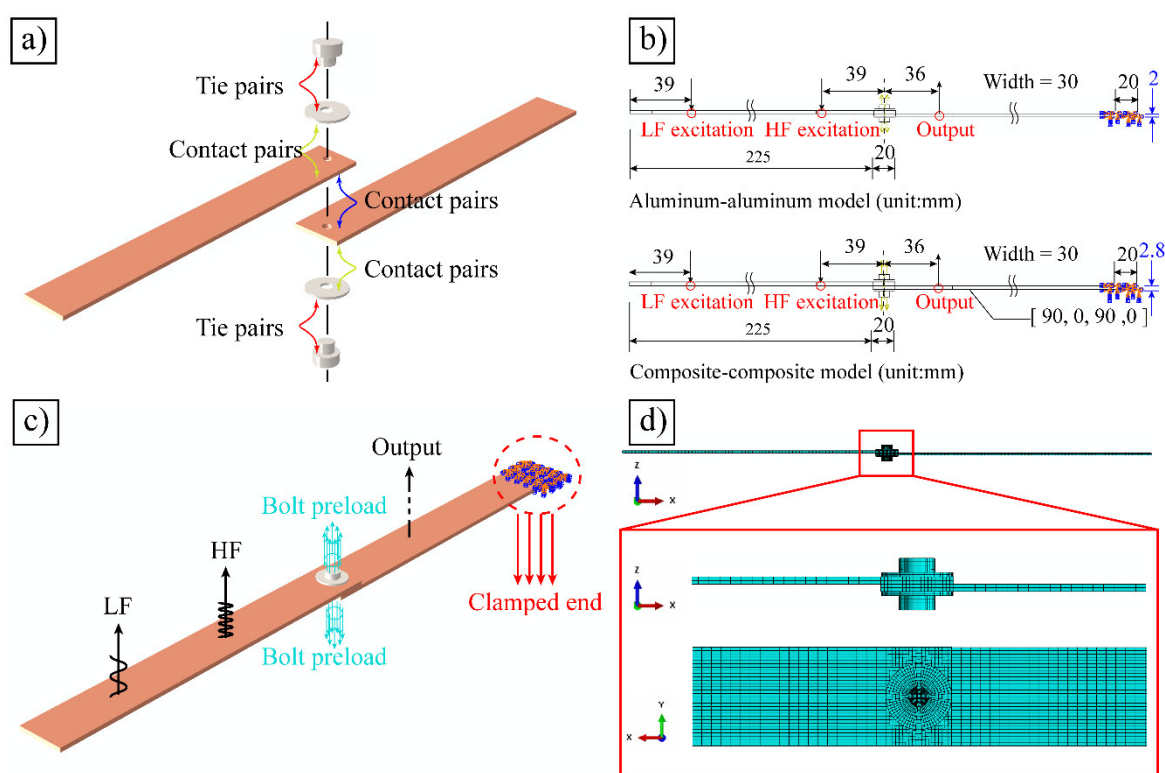 a)
Tie pairs
Contact pairs
Contact pairs
Contact pairs
Tie pairs
b)
39
39
36
Width = 30
20
2
LF excitation
HF excitation
Output
225
20
Aluminum-aluminum model (unit:mm)
39
39
36
Width = 30
20
2.8
LF excitation
HF excitation
Output
[ 90, 0, 90 ,0 ]
225
20
Composite-composite model (unit:mm)
c)
Output
Bolt preload
HF
LF
Clamped end
Bolt preload
d)
Z
X
Z
X
Y
X